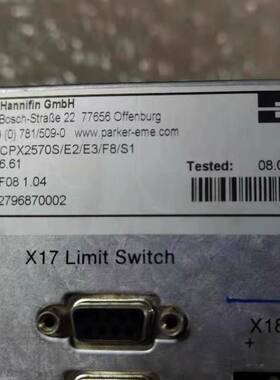 Hannifin GmbH
Bosch-Straße 22 77656 Offenburg
(0) 781/509-0 www.parker-eme.com
CPX2570S/E2/E3/F8/S1
6.61
Tested: 08.0
F08 1.04
2796870002
X17 Limit Switch
X18
+